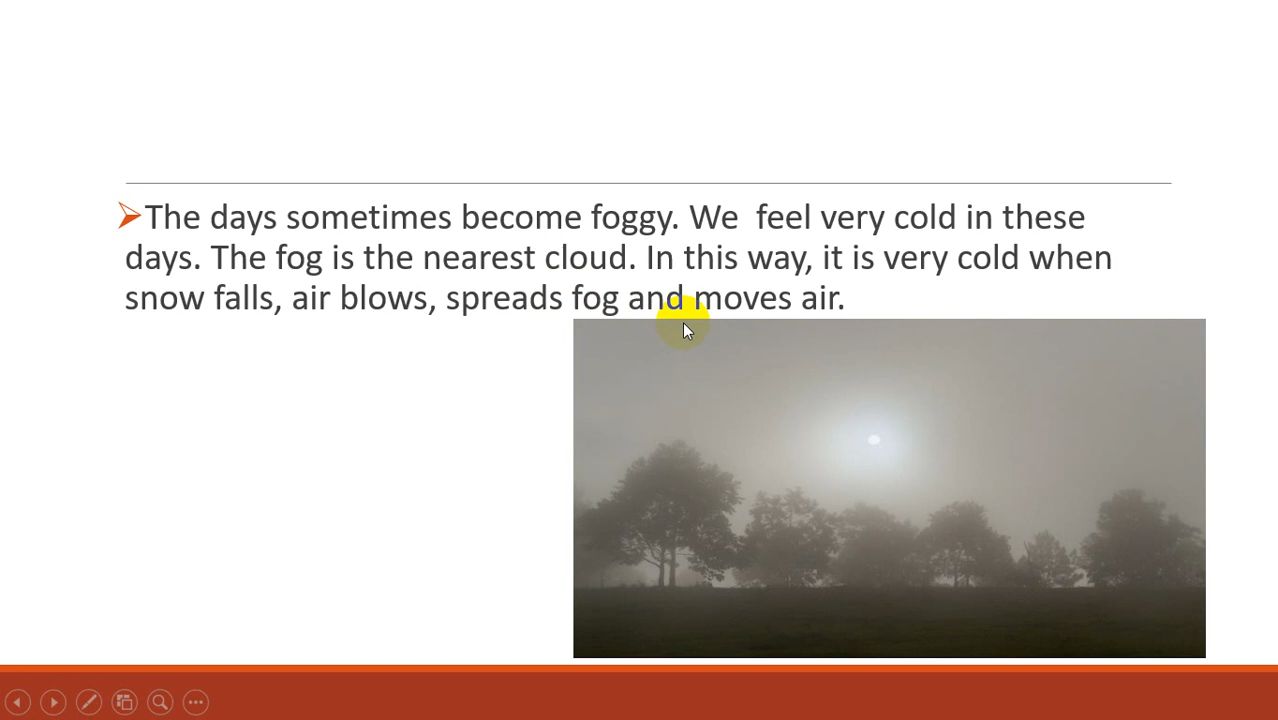 The days sometimes become foggy. We  feel very cold in these
days. The fog is the nearest cloud. In this way, it is very cold when
snow falls, air blows, spreads fog and moves air.